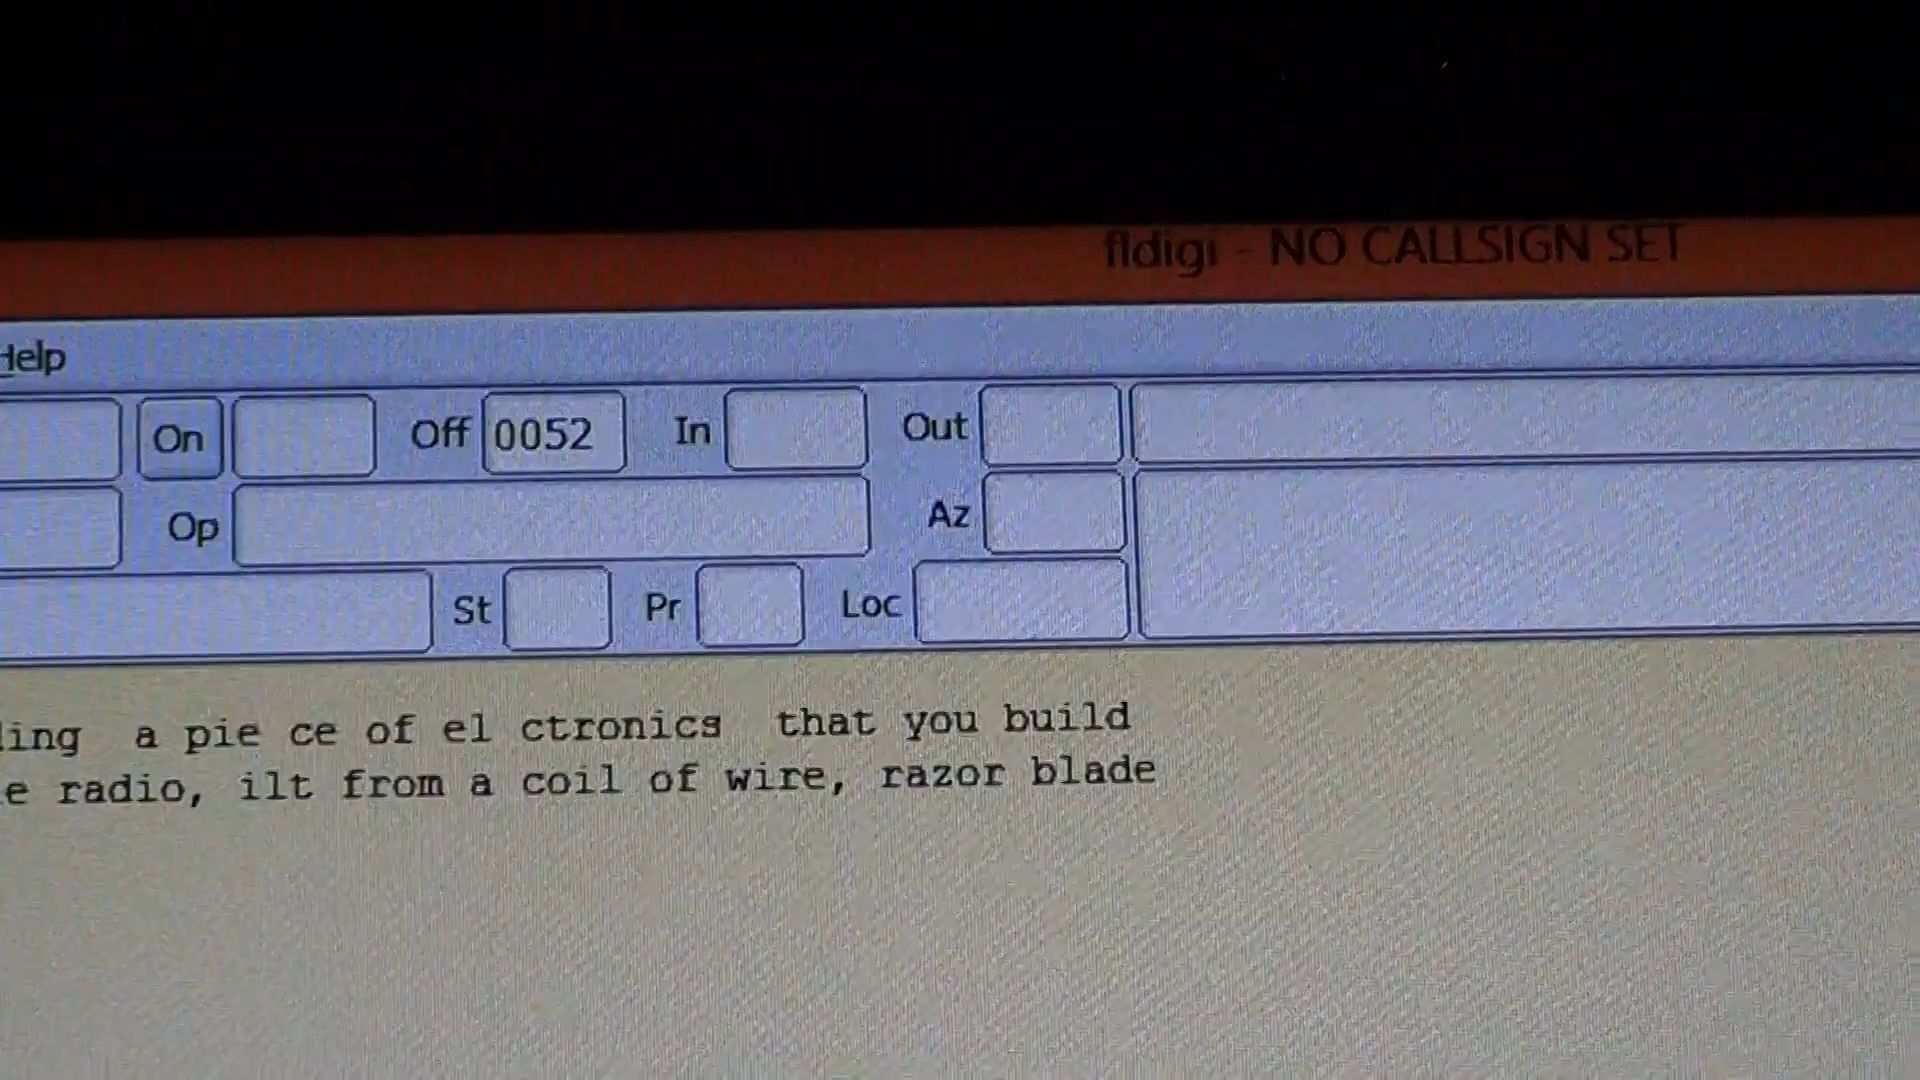 fldigi - NO CALLSIGN SET
Help
On Off 0052 In Out
Op Az
St Pr Loc
ling a pie ce of el ctronics that you build
e radio, ilt from a coil of wire, razor blade